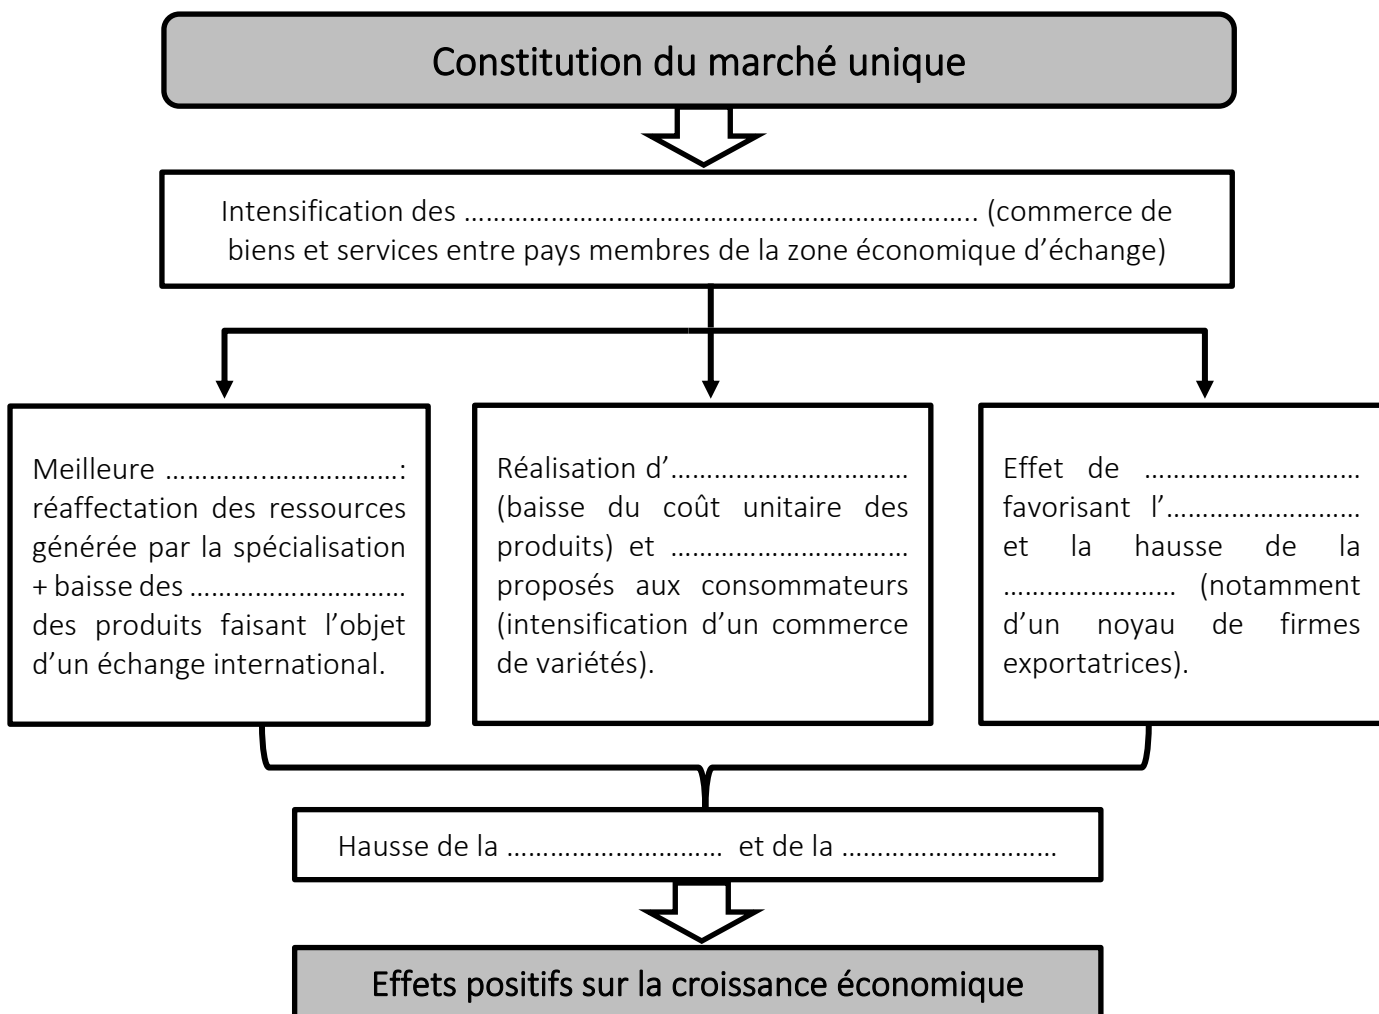 Constitution du marché unique
Intensification des …………………………………………………………….. (commerce de
biens et services entre pays membres de la zone économique d’échange)
Meilleure …………..………………:
réaffectation des ressources
générée par la spécialisation
+ baisse des …………………………
des produits faisant l’objet
d’un échange international.
Réalisation d’……………………………
(baisse du coût unitaire des
produits) et ……………………………
proposés aux consommateurs
(intensification d’un commerce
de variétés).
Effet de …………………………
favorisant l’………………………
et la hausse de la
…………………… (notamment
d’un noyau de firmes
exportatrices).
Hausse de la ………………………… et de la …………………………
Effets positifs sur la croissance économique